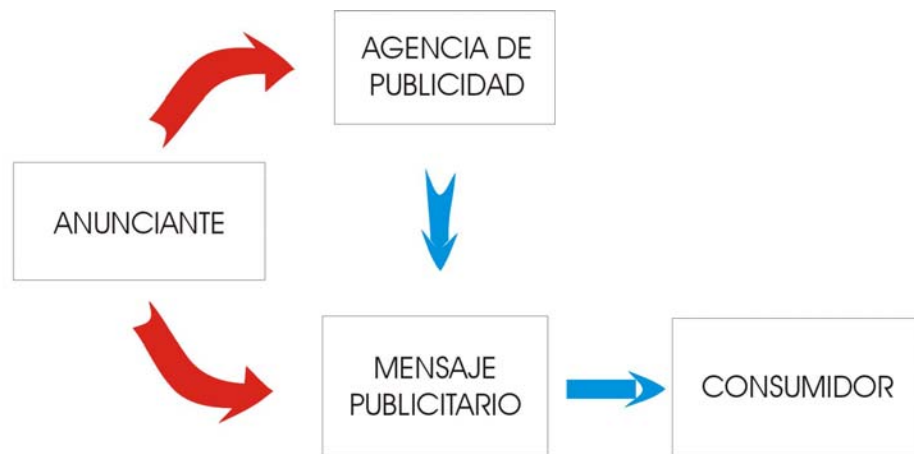 AGENCIA DE
PUBLICIDAD
ANUNCIANTE
MENSAJE
PUBLICITARIO
CONSUMIDOR